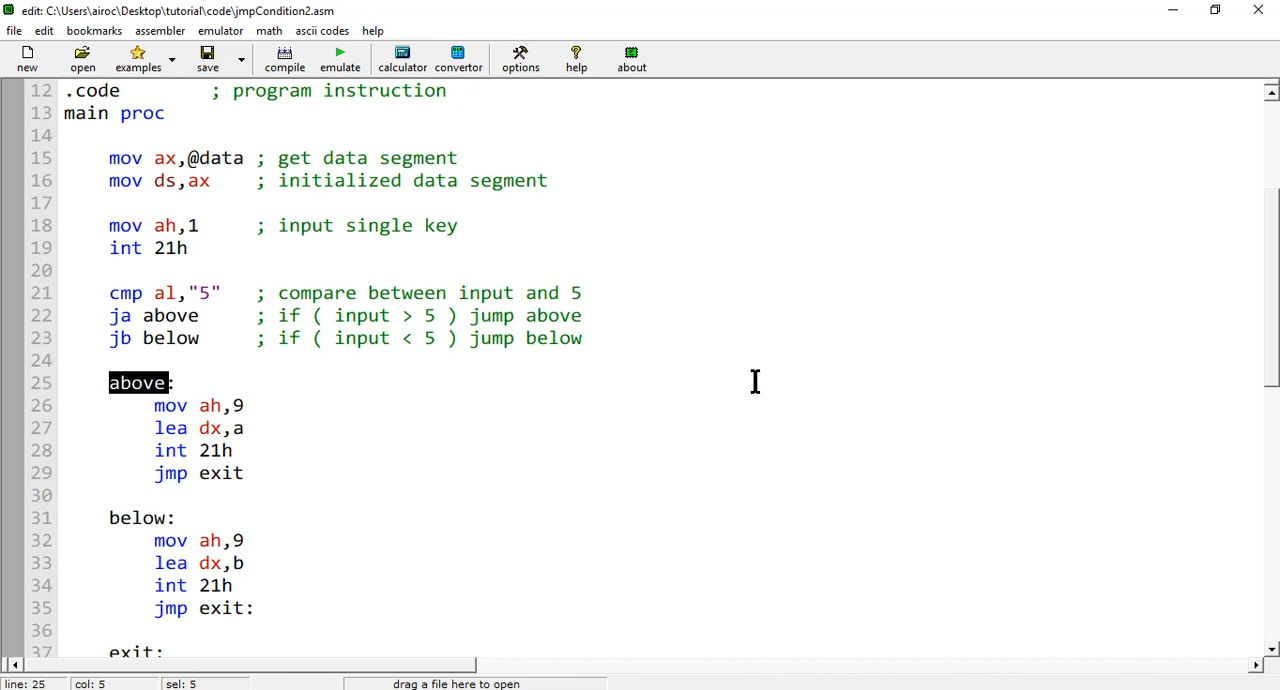 edit: C:\Users\airoc\Desktop\tutorial\code\jmpCondition2.asm
file edit bookmarks assembler emulator math ascii codes help
new open examples save compile emulate calculator convertor options help about
12 .code ; program instruction
13 main proc
14
15 mov ax,@data ; get data segment
16 mov ds,ax ; initialized data segment
17
18 mov ah,1 ; input single key
19 int 21h
20
21 cmp al,"5" ; compare between input and 5
22 ja above ; if ( input > 5 ) jump above
23 jb below ; if ( input < 5 ) jump below
24
25 above:
26 mov ah,9
27 lea dx,a
28 int 21h
29 jmp exit
30
31 below:
32 mov ah,9
33 lea dx,b
34 int 21h
35 jmp exit:
36
37 exit:
line: 25 col: 5 sel: 5 drag a file here to open